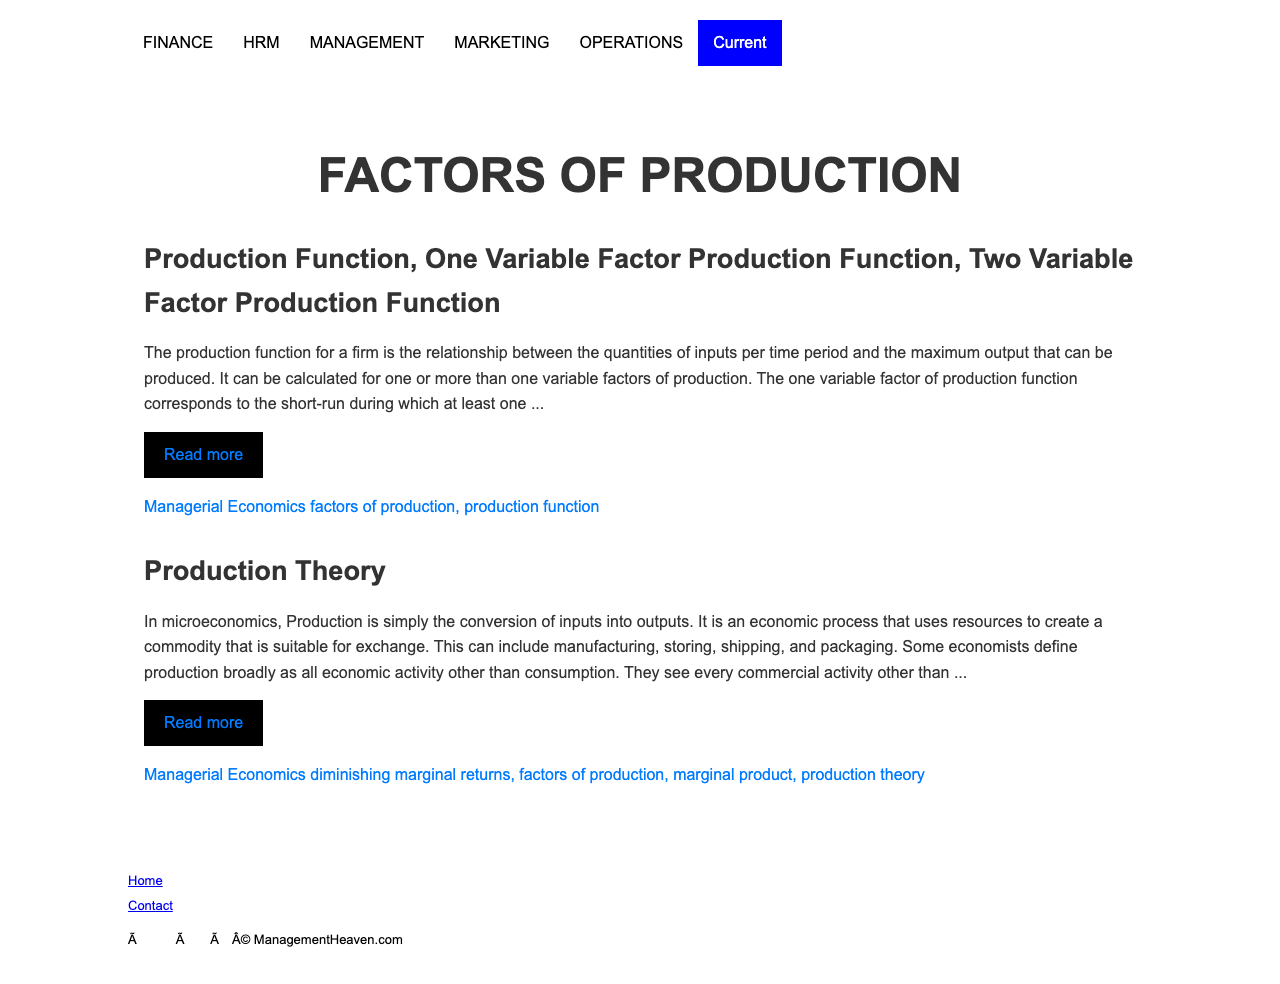 FINANCE HRM MANAGEMENT MARKETING OPERATIONS Current
FACTORS OF PRODUCTION
Production Function, One Variable Factor Production Function, Two Variable
Factor Production Function
The production function for a firm is the relationship between the quantities of inputs per time period and the maximum output that can be
produced. It can be calculated for one or more than one variable factors of production. The one variable factor of production function
corresponds to the short-run during which at least one ...
Read more
Managerial Economics factors of production, production function
Production Theory
In microeconomics, Production is simply the conversion of inputs into outputs. It is an economic process that uses resources to create a
commodity that is suitable for exchange. This can include manufacturing, storing, shipping, and packaging. Some economists define
production broadly as all economic activity other than consumption. They see every commercial activity other than ...
Read more
Managerial Economics diminishing marginal returns, factors of production, marginal product, production theory
Home
Contact
Ã Ã Ã Â© ManagementHeaven.com